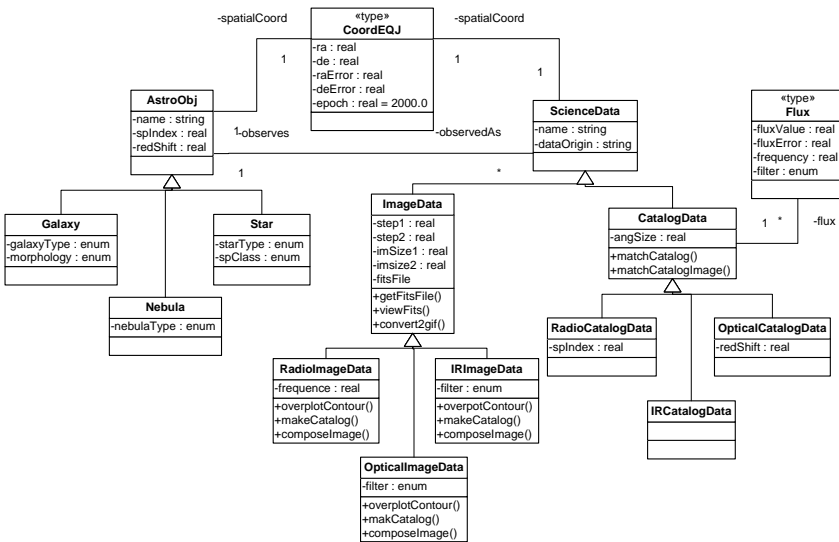 -spatialCoord
«type»
CoordEQJ
-ra : real
-de : real
-raError : real
-deError : real
-epoch : real = 2000.0
-spatialCoord
1
1
1
1
AstroObj
-name : string
-spIndex : real
-redShift : real
-observes
-observedAs
1
*
ScienceData
-name : string
-dataOrigin : string
«type»
Flux
-fluxValue : real
-fluxError : real
-frequency : real
-filter : enum
1
*
-flux
Galaxy
-galaxyType : enum
-morphology : enum
Star
-starType : enum
-spClass : enum
Nebula
-nebulaType : enum
ImageData
-step1 : real
-step2 : real
-imSize1 : real
-imsize2 : real
-fitsFile
+getFitsFile()
+viewFits()
+convert2gif()
CatalogData
-angSize : real
+matchCatalog()
+matchCatalogImage()
RadioCatalogData
-spIndex : real
OpticalCatalogData
-redShift : real
IRCatalogData
RadioImageData
-frequence : real
+overplotContour()
+makeCatalog()
+composeImage()
IRImageData
-filter : enum
+overpotContour()
+makeCatalog()
+composeImage()
OpticalImageData
-filter : enum
+overplotContour()
+makCatalog()
+composeImage()